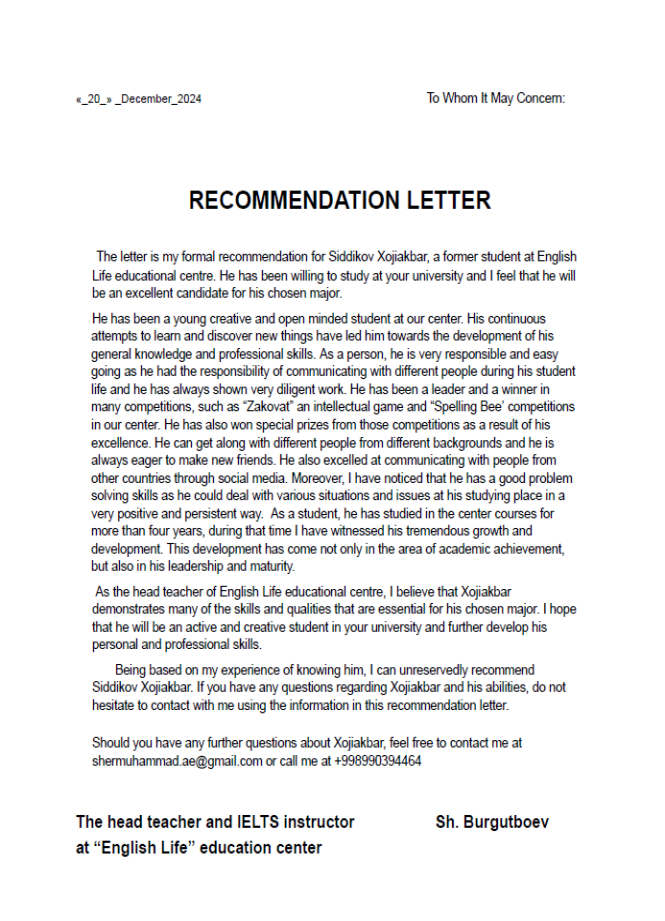 «_20_» _December_2024 To Whom It May Concern:
RECOMMENDATION LETTER
The letter is my formal recommendation for Siddikov Xojiakbar, a former student at English
Life educational centre. He has been willing to study at your university and I feel that he will
be an excellent candidate for his chosen major.
He has been a young creative and open minded student at our center. His continuous
attempts to learn and discover new things have led him towards the development of his
general knowledge and professional skills. As a person, he is very responsible and easy
going as he had the responsibility of communicating with different people during his student
life and he has always shown very diligent work. He has been a leader and a winner in
many competitions, such as “Zakovat” an intellectual game and “Spelling Bee’ competitions
in our center. He has also won special prizes from those competitions as a result of his
excellence. He can get along with different people from different backgrounds and he is
always eager to make new friends. He also excelled at communicating with people from
other countries through social media. Moreover, I have noticed that he has a good problem
solving skills as he could deal with various situations and issues at his studying place in a
very positive and persistent way. As a student, he has studied in the center courses for
more than four years, during that time I have witnessed his tremendous growth and
development. This development has come not only in the area of academic achievement,
but also in his leadership and maturity.
As the head teacher of English Life educational centre, I believe that Xojiakbar
demonstrates many of the skills and qualities that are essential for his chosen major. I hope
that he will be an active and creative student in your university and further develop his
personal and professional skills.
Being based on my experience of knowing him, I can unreservedly recommend
Siddikov Xojiakbar. If you have any questions regarding Xojiakbar and his abilities, do not
hesitate to contact with me using the information in this recommendation letter.
Should you have any further questions about Xojiakbar, feel free to contact me at
shermuhammad.ae@gmail.com or call me at +998990394464
The head teacher and IELTS instructor Sh. Burgutboev
at “English Life” education center